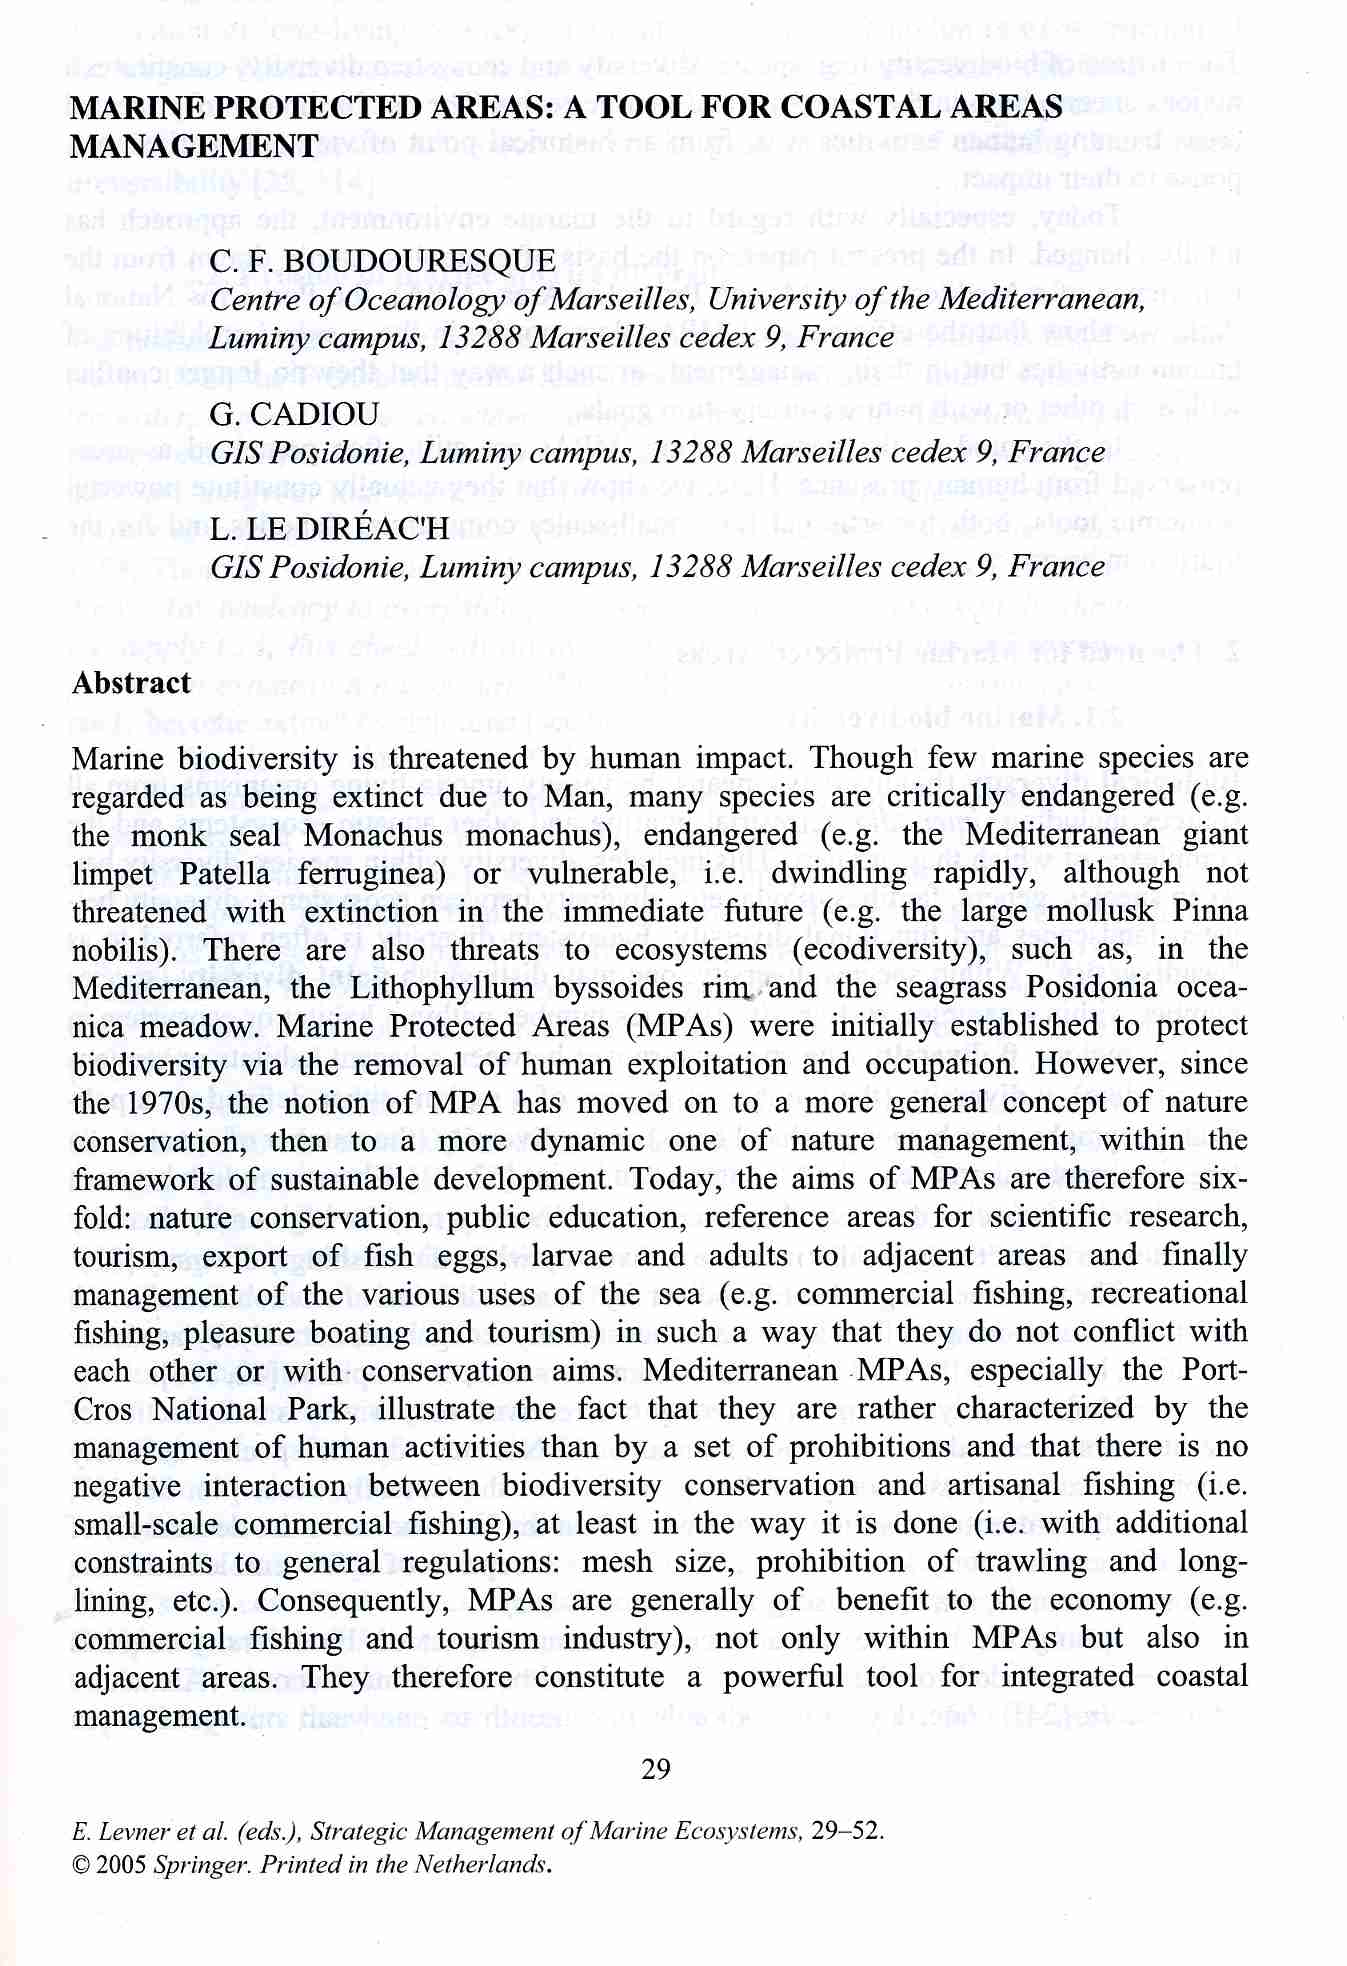 MARINE PROTECTED AREAS: A TOOL FOR COASTAL AREAS
MANAGEMENT
C. F. BOUDOURESQUE
Centre of Oceanology of Marseilles, University of the Mediterranean,
Luminy campus, 13288 Marseilles cedex 9, France
G. CADIOU
GIS Posidonie, Luminy campus, 13288 Marseilles cedex 9, France
L. LE DIRÉAC'H
GIS Posidonie, Luminy campus, 13288 Marseilles cedex 9, France
Abstract
Marine biodiversity is threatened by human impact. Though few marine species are
regarded as being extinct due to Man, many species are critically endangered (e.g.
the monk seal Monachus monachus), endangered (e.g. the Mediterranean giant
limpet Patella ferruginea) or vulnerable, i.e. dwindling rapidly, although not
threatened with extinction in the immediate future (e.g. the large mollusk Pinna
nobilis). There are also threats to ecosystems (ecodiversity), such as, in the
Mediterranean, the Lithophyllum byssoides rim and the seagrass Posidonia ocea-
nica meadow. Marine Protected Areas (MPAs) were initially established to protect
biodiversity via the removal of human exploitation and occupation. However, since
the 1970s, the notion of MPA has moved on to a more general concept of nature
conservation, then to a more dynamic one of nature management, within the
framework of sustainable development. Today, the aims of MPAs are therefore six-
fold: nature conservation, public education, reference areas for scientific research,
tourism, export of fish eggs, larvae and adults to adjacent areas and finally
management of the various uses of the sea (e.g. commercial fishing, recreational
fishing, pleasure boating and tourism) in such a way that they do not conflict with
each other or with conservation aims. Mediterranean MPAs, especially the Port-
Cros National Park, illustrate the fact that they are rather characterized by the
management of human activities than by a set of prohibitions and that there is no
negative interaction between biodiversity conservation and artisanal fishing (i.e.
small-scale commercial fishing), at least in the way it is done (i.e. with additional
constraints to general regulations: mesh size, prohibition of trawling and long-
lining, etc.). Consequently, MPAs are generally of benefit to the economy (e.g.
commercial fishing and tourism industry), not only within MPAs but also in
adjacent areas. They therefore constitute a powerful tool for integrated coastal
management.
29
E. Levner et al. (eds.), Strategic Management of Marine Ecosystems, 29–52.
© 2005 Springer. Printed in the Netherlands.